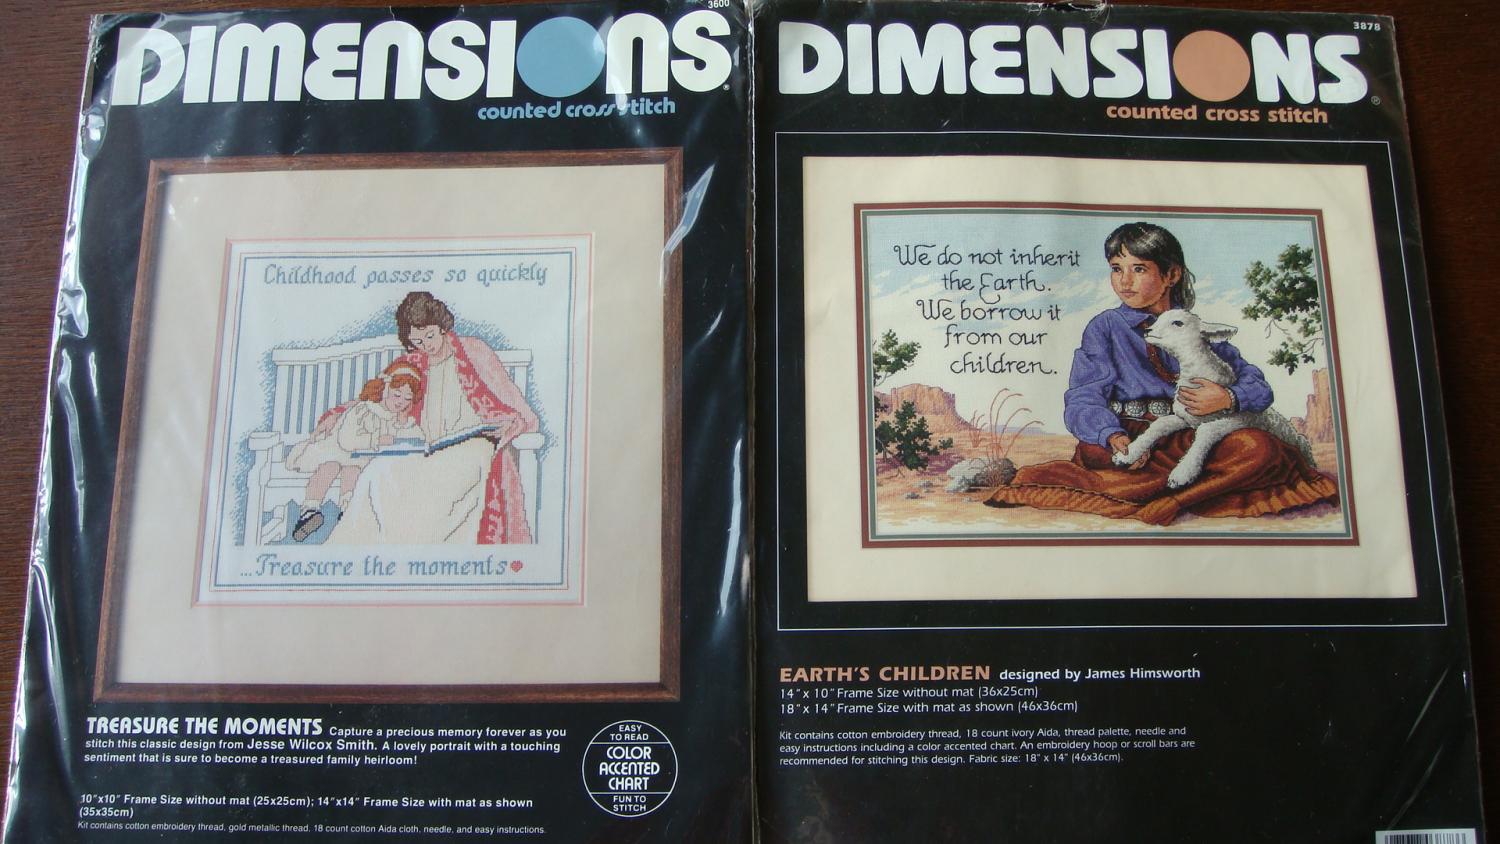 3600
DIMENSIONS®
counted cross stitch
Childhood passes so quickly
...Treasure the moments
TREASURE THE MOMENTS Capture a precious memory forever as you
stitch this classic design from Jesse Wilcox Smith. A lovely portrait with a touching
sentiment that is sure to become a treasured family heirloom!
10"x10" Frame Size without mat (25x25cm); 14"x14" Frame Size with mat as shown
(35x35cm)
Kit contains cotton embroidery thread, gold metallic thread, 18 count cotton Aida cloth, needle, and easy instructions.
EASY
TO READ
COLOR
ACCENTED
CHART
FUN TO
STITCH
3878
DIMENSIONS®
counted cross stitch
We do not inherit
the Earth.
We borrow it
from our
children.
EARTH'S CHILDREN designed by James Himsworth
14" x 10" Frame Size without mat (36x25cm)
18" x 14" Frame Size with mat as shown (46x36cm)
Kit contains cotton embroidery thread, 18 count ivory Aida, thread palette, needle and
easy instructions including a color accented chart. An embroidery hoop or scroll bars are
recommended for stitching this design. Fabric size: 18" x 14" (46x36cm).